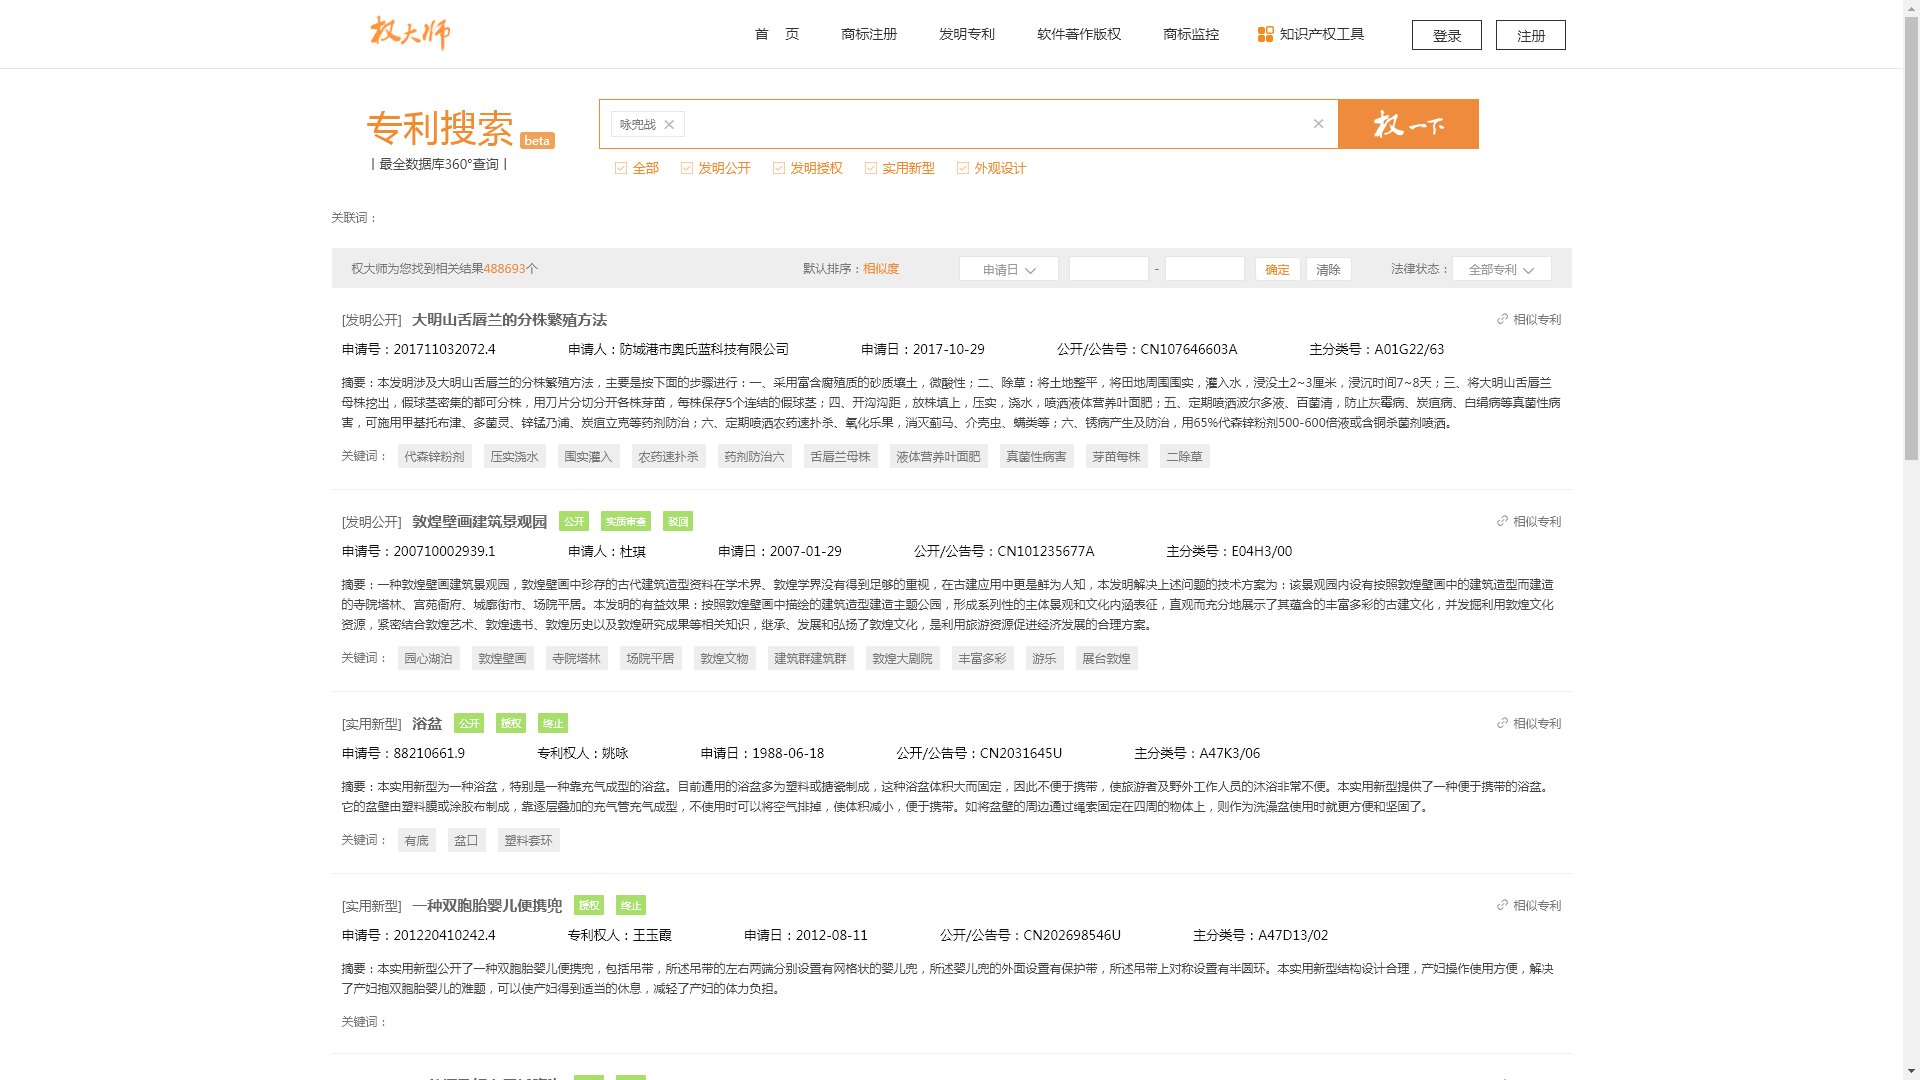 权大师
首 页 商标注册 发明专利 软件著作版权 商标监控 知识产权工具 登录 注册
专利搜索 beta
丨最全数据库360°查询丨
咏兜战 权一下
全部 发明公开 发明授权 实用新型 外观设计
关联词：
权大师为您找到相关结果488693个 默认排序：相似度 申请日 - 确定 清除 法律状态： 全部专利
[发明公开] 大明山舌唇兰的分株繁殖方法 相似专利
申请号：201711032072.4 申请人：防城港市奥氏蓝科技有限公司 申请日：2017-10-29 公开/公告号：CN107646603A 主分类号：A01G22/63
摘要：本发明涉及大明山舌唇兰的分株繁殖方法，主要是按下面的步骤进行：一、采用富含腐殖质的砂质壤土，微酸性；二、除草：将土地整平，将田地周围围实，灌入水，浸没土2~3厘米，浸沉时间7~8天；三、将大明山舌唇兰
母株挖出，假球茎密集的都可分株，用刀片分切分开各株芽苗，每株保存5个连结的假球茎；四、开沟沟距，放株填上，压实，浇水，喷洒液体营养叶面肥；五、定期喷洒波尔多液、百菌清，防止灰霉病、炭疽病、白绢病等真菌性病
害，可施用甲基托布津、多菌灵、锌锰乃浦、炭疽立克等药剂防治；六、定期喷洒农药速扑杀、氧化乐果，消灭蓟马、介壳虫、螨类等；六、锈病产生及防治，用65%代森锌粉剂500-600倍液或含铜杀菌剂喷洒。
关键词： 代森锌粉剂 压实浇水 围实灌入 农药速扑杀 药剂防治六 舌唇兰母株 液体营养叶面肥 真菌性病害 芽苗每株 二除草
[发明公开] 敦煌壁画建筑景观园 公开 实质审查 驳回 相似专利
申请号：200710002939.1 申请人：杜琪 申请日：2007-01-29 公开/公告号：CN101235677A 主分类号：E04H3/00
摘要：一种敦煌壁画建筑景观园，敦煌壁画中珍存的古代建筑造型资料在学术界、敦煌学界没有得到足够的重视，在古建应用中更是鲜为人知，本发明解决上述问题的技术方案为：该景观园内设有按照敦煌壁画中的建筑造型而建造
的寺院塔林、宫苑衙府、城廓街市、场院平居。本发明的有益效果：按照敦煌壁画中描绘的建筑造型建造主题公园，形成系列性的主体景观和文化内涵表征，直观而充分地展示了其蕴含的丰富多彩的古建文化，并发掘利用敦煌文化
资源，紧密结合敦煌艺术、敦煌遗书、敦煌历史以及敦煌研究成果等相关知识，继承、发展和弘扬了敦煌文化，是利用旅游资源促进经济发展的合理方案。
关键词： 园心湖泊 敦煌壁画 寺院塔林 场院平居 敦煌文物 建筑群建筑群 敦煌大剧院 丰富多彩 游乐 展台敦煌
[实用新型] 浴盆 公开 授权 终止 相似专利
申请号：88210661.9 专利权人：姚咏 申请日：1988-06-18 公开/公告号：CN2031645U 主分类号：A47K3/06
摘要：本实用新型为一种浴盆，特别是一种靠充气成型的浴盆。目前通用的浴盆多为塑料或搪瓷制成，这种浴盆体积大而固定，因此不便于携带，使旅游者及野外工作人员的沐浴非常不便。本实用新型提供了一种便于携带的浴盆。
它的盆壁由塑料膜或涂胶布制成，靠逐层叠加的充气管充气成型，不使用时可以将空气排掉，使体积减小，便于携带。如将盆壁的周边通过绳索固定在四周的物体上，则作为洗澡盆使用时就更方便和坚固了。
关键词： 有底 盆口 塑料套环
[实用新型] 一种双胞胎婴儿便携兜 授权 终止 相似专利
申请号：201220410242.4 专利权人：王玉霞 申请日：2012-08-11 公开/公告号：CN202698546U 主分类号：A47D13/02
摘要：本实用新型公开了一种双胞胎婴儿便携兜，包括吊带，所述吊带的左右两端分别设置有网格状的婴儿兜，所述婴儿兜的外面设置有保护带，所述吊带上对称设置有半圆环。本实用新型结构设计合理，产妇操作使用方便，解决
了产妇抱双胞胎婴儿的难题，可以使产妇得到适当的休息，减轻了产妇的体力负担。
关键词：